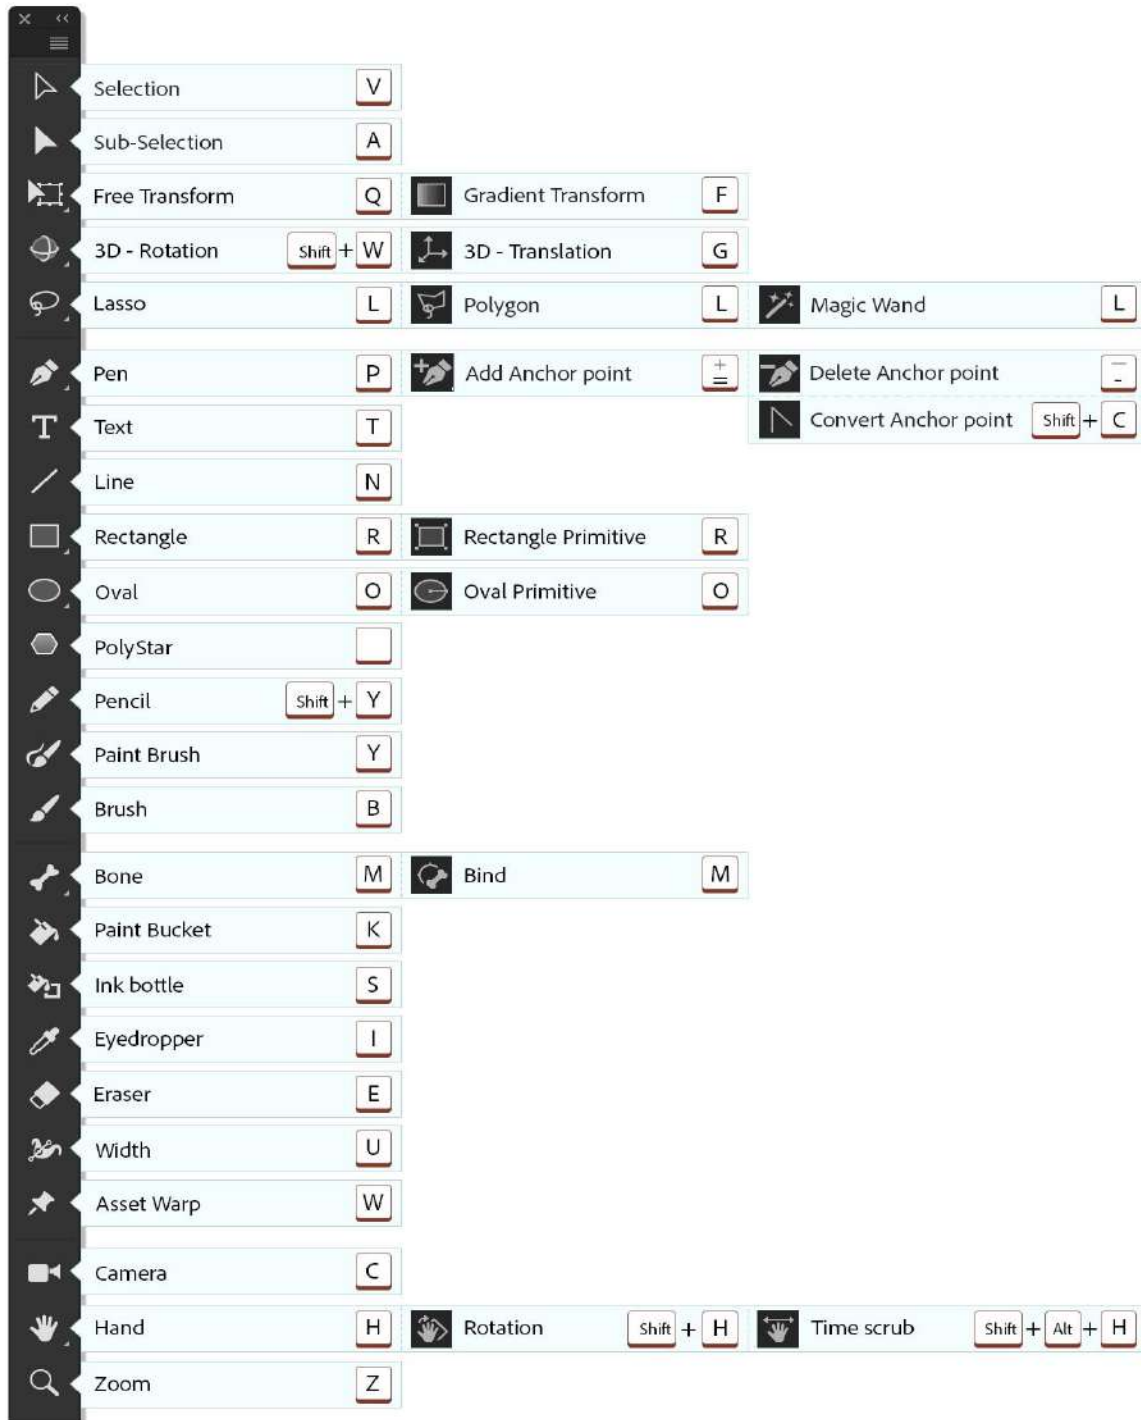 Selection V
Sub-Selection A
Free Transform Q Gradient Transform F
3D - Rotation Shift + W 3D - Translation G
Lasso L Polygon L Magic Wand L
Pen P Add Anchor point + = Delete Anchor point — -
Convert Anchor point Shift + C
Text T
Line N
Rectangle R Rectangle Primitive R
Oval O Oval Primitive O
PolyStar
Pencil Shift + Y
Paint Brush Y
Brush B
Bone M Bind M
Paint Bucket K
Ink bottle S
Eyedropper I
Eraser E
Width U
Asset Warp W
Camera C
Hand H Rotation Shift + H Time scrub Shift + Alt + H
Zoom Z